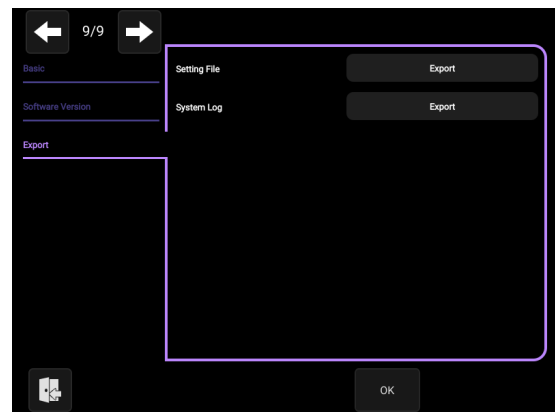 9/9
Basic
Setting File
Export
Software Version
System Log
Export
Export
OK